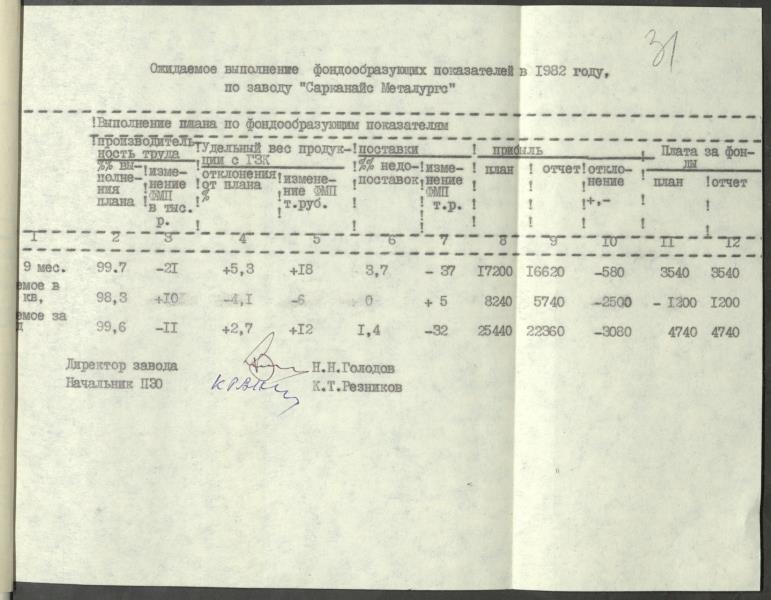 31
Ожидаемое выполнение фондообразующих показателей в 1982 году,
по заводу "Сарканайс Металургс"
!Выполнение плана по фондообразующим показателям
!производитель-!Удельный вес продук-!поставки ! прибыль ! Плата за фон-
ность труда ции с ГЗК ды
%% вы- !изме- !отклонения !измене- !%% недо- !изме- ! план ! отчет !откло- ! план !отчет
полне- нение от плана ние ФМП поставок нение нение
ния ФМП % т.руб. ФМП +,-
плана в тыс. т.р.
р.
1 2 3 4 5 6 7 8 9 10 11 12
9 мес. 99.7 -21 +5,3 +18 3,7 - 37 17200 16620 -580 3540 3540
емое в
кв, 98,3 +10 -4,1 -6 0 + 5 8240 5740 -2500 - 1200 1200
емое за
д 99,6 -11 +2,7 +12 1,4 -32 25440 22360 -3080 4740 4740
Директор завода Н.Н.Голодов
Начальник ПЭО К.Т.Резников